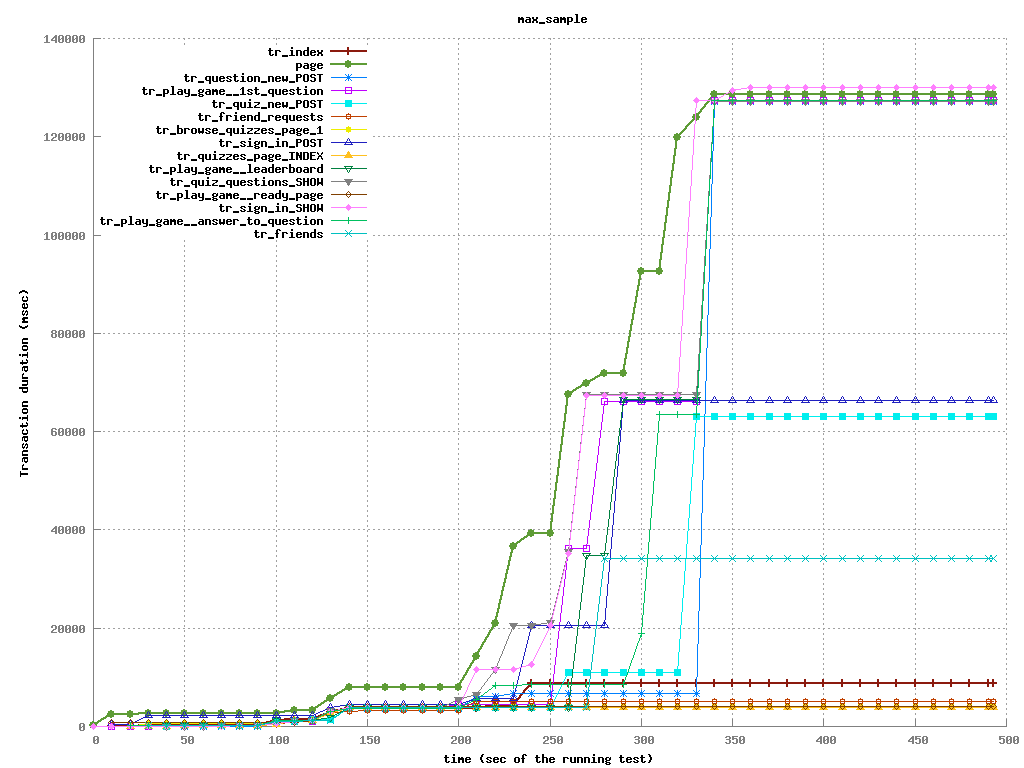 max_sample
140000
120000
100000
80000
60000
40000
20000
0
Transaction duration (msec)
tr_index
page
tr_question_new_POST
tr_play_game__1st_question
tr_quiz_new_POST
tr_friend_requests
tr_browse_quizzes_page_1
tr_sign_in_POST
tr_quizzes_page_INDEX
tr_play_game__leaderboard
tr_quiz_questions_SHOW
tr_play_game__ready_page
tr_sign_in_SHOW
tr_play_game__answer_to_question
tr_friends
0 50 100 150 200 250 300 350 400 450 500
time (sec of the running test)